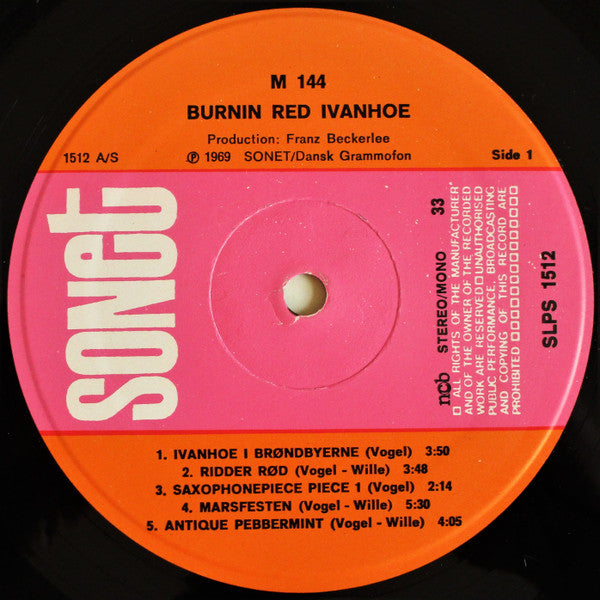 M 144
BURNIN RED IVANHOE
Production: Franz Beckerlee
1512 A/S
℗ 1969 SONET/Dansk Grammofon
Side 1
SONET
ncb
STEREO/MONO 33
□ ALL RIGHTS OF THE MANUFACTURER
AND OF THE OWNER OF THE RECORDED
WORK ARE RESERVED □ UNAUTHORISED
PUBLIC PERFORMANCE, BROADCASTING
AND COPYING OF THIS RECORD ARE
PROHIBITED □□□□□□□□□□□□□
SLPS 1512
1. IVANHOE I BRØNDBYERNE (Vogel) 3:50
2. RIDDER RØD (Vogel - Wille) 3:48
3. SAXOPHONEPIECE PIECE 1 (Vogel) 2:14
4. MARSFESTEN (Vogel - Wille) 5:30
5. ANTIQUE PEBBERMINT (Vogel - Wille) 4:05